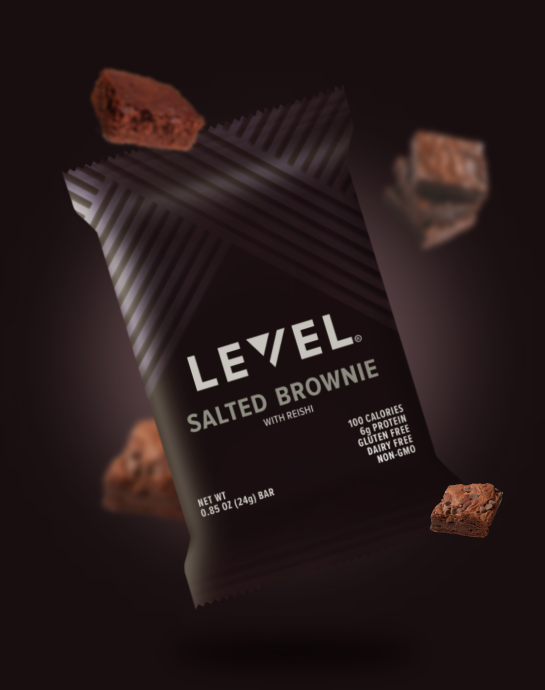 LEVEL®
SALTED BROWNIE
WITH REISHI
100 CALORIES
6g PROTEIN
GLUTEN FREE
DAIRY FREE
NON-GMO
NET WT
0.85 OZ (24g) BAR